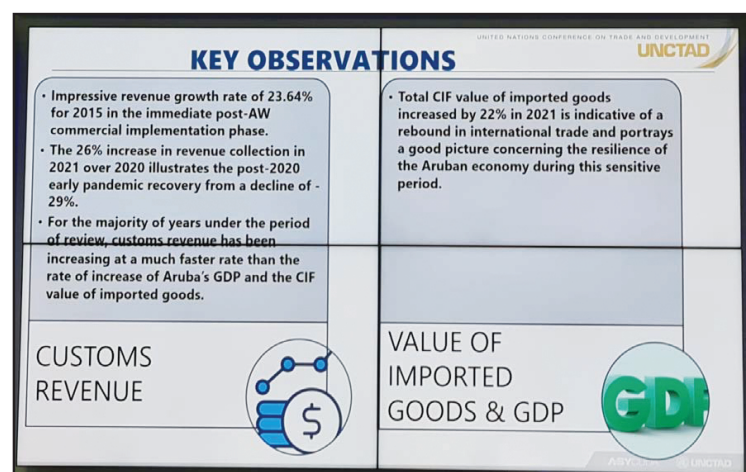 UNITED NATIONS CONFERENCE ON TRADE AND DEVELOPMENT
UNCTAD
KEY OBSERVATIONS
• Impressive revenue growth rate of 23.64%
for 2015 in the immediate post-AW
commercial implementation phase.
• The 26% increase in revenue collection in
2021 over 2020 illustrates the post-2020
early pandemic recovery from a decline of -
29%.
• For the majority of years under the period
of review, customs revenue has been
increasing at a much faster rate than the
rate of increase of Aruba's GDP and the CIF
value of imported goods.
CUSTOMS
REVENUE
$
• Total CIF value of imported goods
increased by 22% in 2021 is indicative of a
rebound in international trade and portrays
a good picture concerning the resilience of
the Aruban economy during this sensitive
period.
VALUE OF
IMPORTED
GOODS & GDP
GDP
UNCTAD